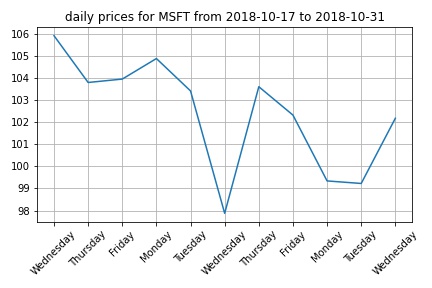 daily prices for MSFT from 2018-10-17 to 2018-10-31
106
105
104
103
102
101
100
99
98
Wednesday
Thursday
Friday
Monday
Tuesday
Wednesday
Thursday
Friday
Monday
Tuesday
Wednesday